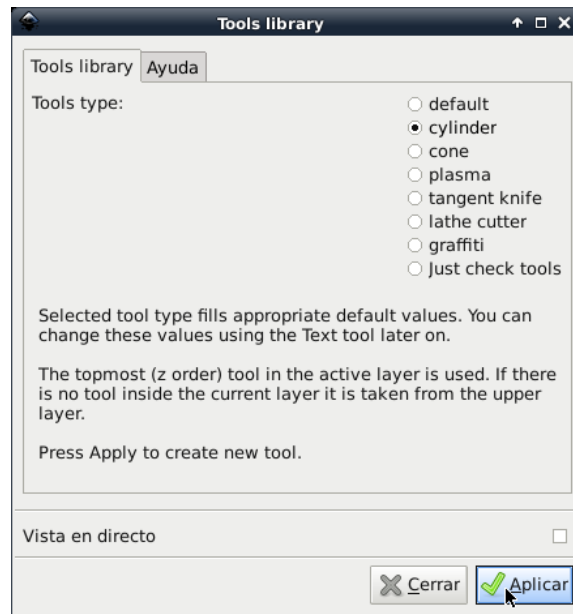 Tools library
Tools library
Ayuda
Tools type:
default
cylinder
cone
plasma
tangent knife
lathe cutter
graffiti
Just check tools
Selected tool type fills appropriate default values. You can
change these values using the Text tool later on.
The topmost (z order) tool in the active layer is used. If there
is no tool inside the current layer it is taken from the upper
layer.
Press Apply to create new tool.
Vista en directo
Cerrar
Aplicar